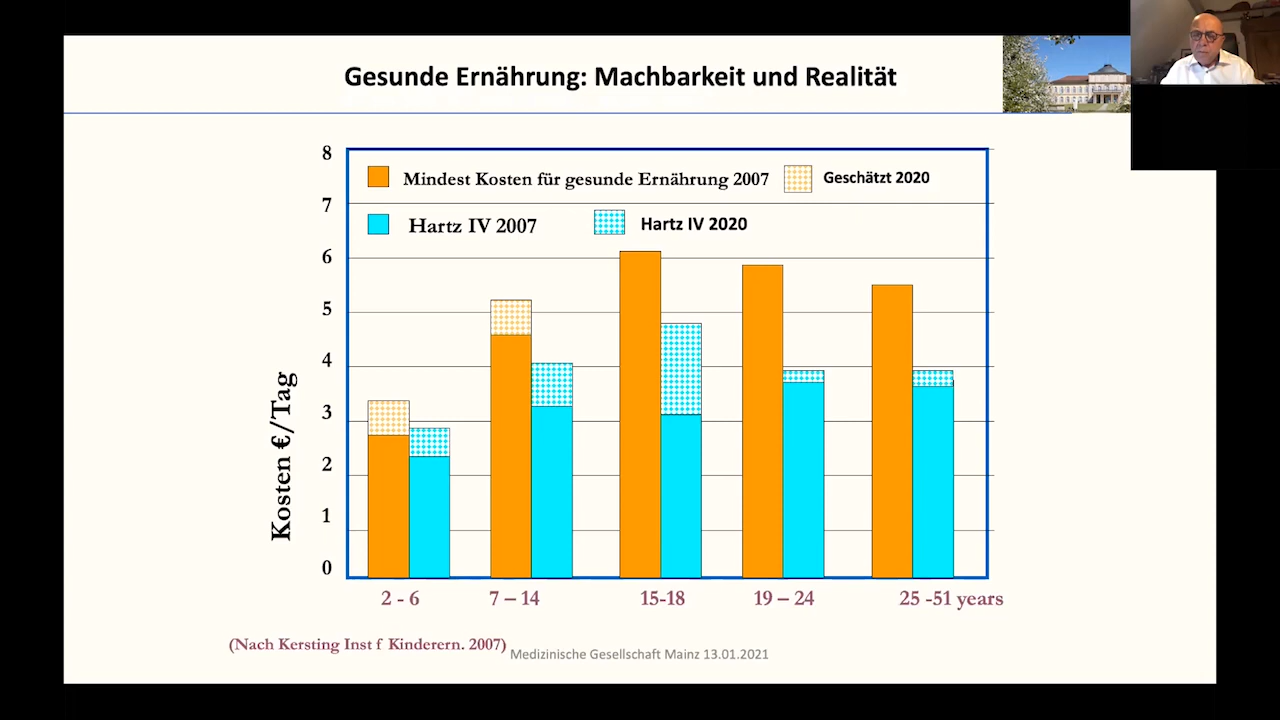 Gesunde Ernährung: Machbarkeit und Realität
8
Mindest Kosten für gesunde Ernährung 2007
Geschätzt 2020
7
Hartz IV 2007
Hartz IV 2020
6
5
4
3
2
1
0
Kosten €/Tag
2 - 6
7 – 14
15-18
19 – 24
25 -51 years
(Nach Kersting Inst f Kinderern. 2007)
Medizinische Gesellschaft Mainz 13.01.2021